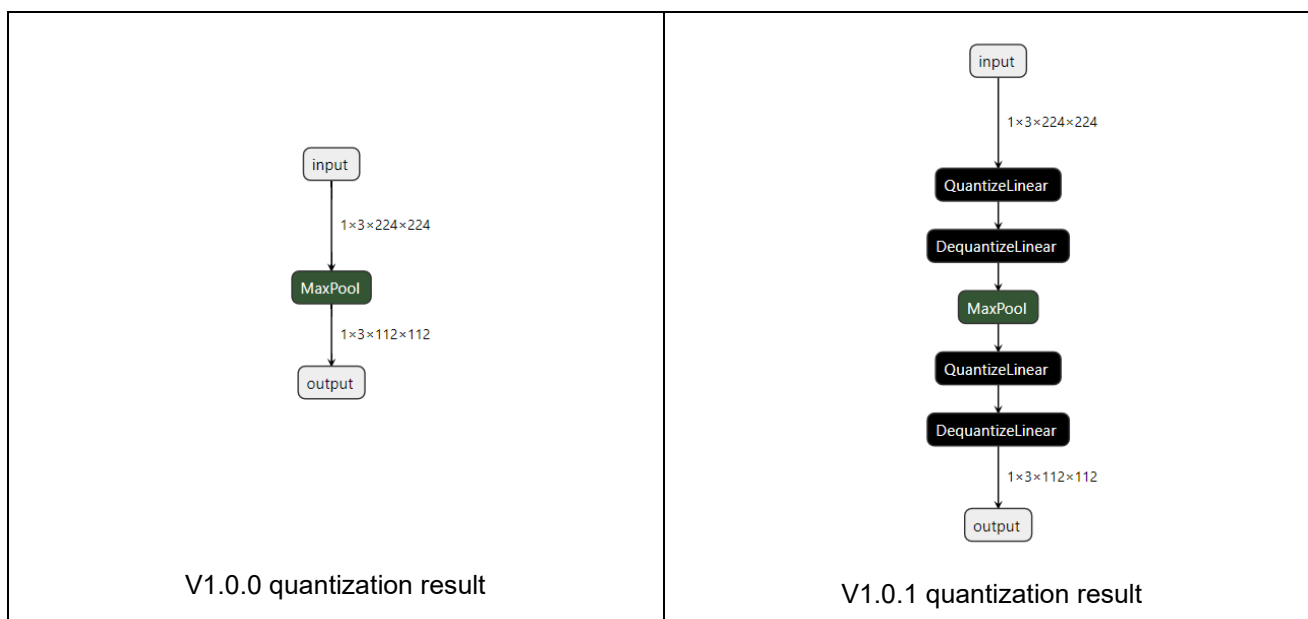 input
1×3×224×224
MaxPool
1×3×112×112
output
V1.0.0 quantization result
input
1×3×224×224
QuantizeLinear
DequantizeLinear
MaxPool
QuantizeLinear
DequantizeLinear
1×3×112×112
output
V1.0.1 quantization result